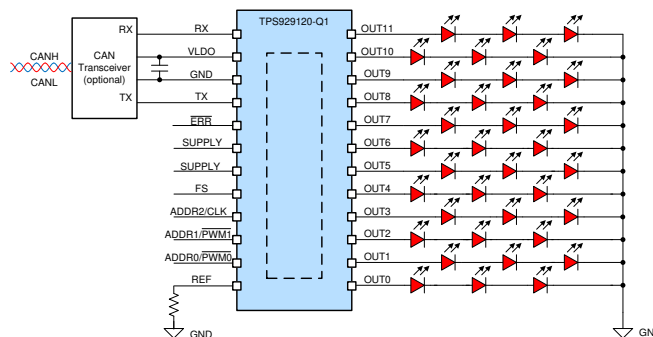 TPS929120-Q1
RX
RX
OUT11
CANH
CANL
CAN
Transceiver
(optional)
VLDO
OUT10
GND
OUT9
TX
TX
OUT8
ERR
OUT7
SUPPLY
OUT6
SUPPLY
OUT5
FS
OUT4
ADDR2/CLK
OUT3
ADDR1/PWM1
OUT2
ADDR0/PWM0
OUT1
REF
OUT0
GND
GN